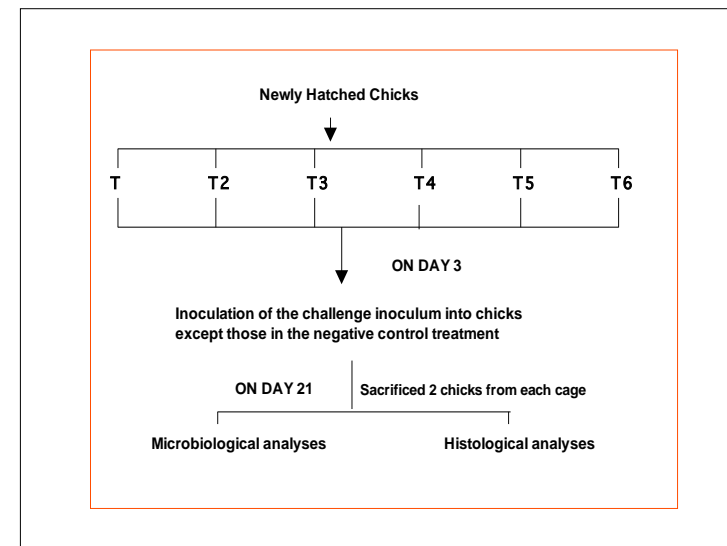 Newly Hatched Chicks
T T2 T3 T4 T5 T6
ON DAY 3
Inoculation of the challenge inoculum into chicks
except those in the negative control treatment
ON DAY 21 Sacrificed 2 chicks from each cage
Microbiological analyses Histological analyses